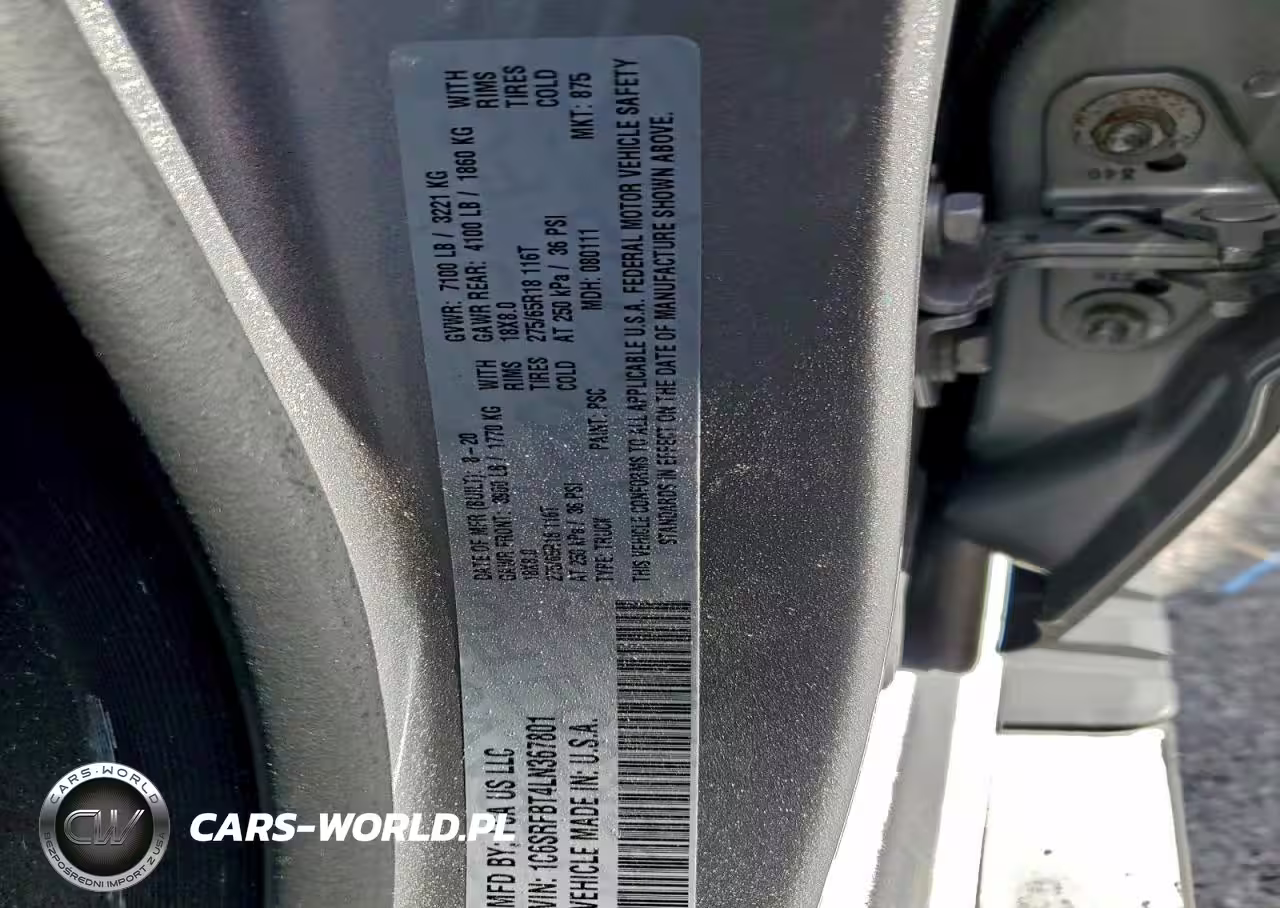 MFD BY: FCA US LLC
DATE OF MFR (BUILT): 8-20
GVWR: 7100 LB / 3221 KG
GAWR FRONT: 3900 LB / 1770 KG WITH
GAWR REAR: 4100 LB / 1860 KG WITH
18X8.0 RIMS
18X8.0 RIMS
275/65R18 116T TIRES
275/65R18 116T TIRES
AT 250 kPa / 36 PSI COLD
AT 250 kPa / 36 PSI COLD
VIN: 1C6SRFBT4LN367801
TYPE: TRUCK
PAINT: PSC
MDH: 080111
MKT: 875
VEHICLE MADE IN: U.S.A.
THIS VEHICLE CONFORMS TO ALL APPLICABLE U.S.A. FEDERAL MOTOR VEHICLE SAFETY
STANDARDS IN EFFECT ON THE DATE OF MANUFACTURE SHOWN ABOVE.
CARS-WORLD
CW
BEZPOŚREDNI IMPORT Z USA
CARS-WORLD.PL